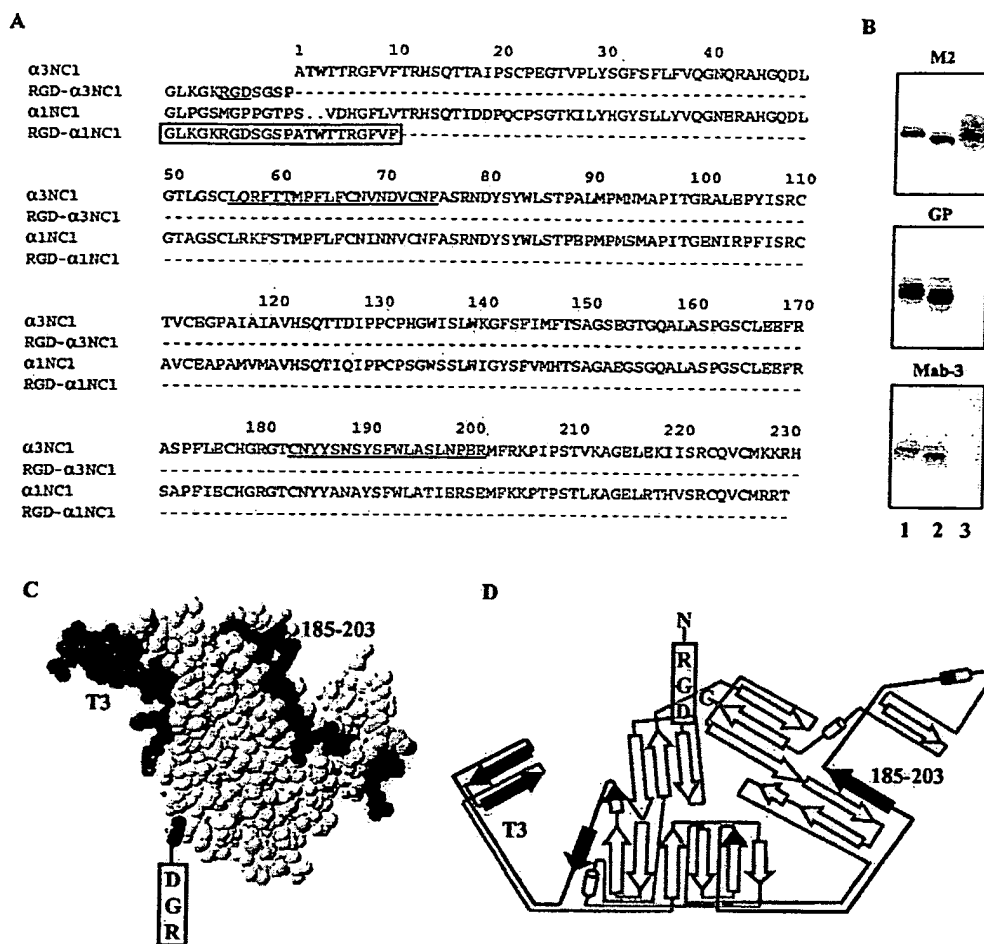 A
B
1 10 20 30 40
α3NC1 ATWTTRGFVFTRHSQTTAIPSCPEGTVPLYSGFSFLFVQGNQRAHGQDL
RGD-α3NC1 GLKGKRGDSGSP------------------------------------------------
α1NC1 GLPGSMGPPGTPS..VDHGFLVTRHSQTIDDPQCPSGTKILYHGYSLLYVQGNERAHGQDL
RGD-α1NC1 GLKGKRGDSGSPATWTTRGFVF--------------------------------------
M2
50 60 70 80 90 100 110
α3NC1 GTLGSCLQRFTTMPFLFCNVNDVCNFASRNDYSYWLSTPALMPMNMAPITGRALEPYISRC
RGD-α3NC1 -------------------------------------------------------------
α1NC1 GTAGSCLRKFSTMPFLFCNINNVCNFASRNDYSYWLSTPEPMPMSMAPITGENIRPFISRC
RGD-α1NC1 -------------------------------------------------------------
GP
120 130 140 150 160 170
α3NC1 TVCEGPAIAIAVHSQTTDIPPCPHGWISLWKGFSFIMFTSAGSEGTGQALASPGSCLEEFR
RGD-α3NC1 -------------------------------------------------------------
α1NC1 AVCEAPAMVMAVHSQTIQIPPCPSGWSSLWIGYSFVMHTSAGAEGSGQALASPGSCLEEFR
RGD-α1NC1 -------------------------------------------------------------
Mab-3
180 190 200 210 220 230
α3NC1 ASPFLECHGRGTCNYYSNSYSFWLASLNPERMFRKPIPSTVKAGELEKIISRCQVCMKKRH
RGD-α3NC1 -------------------------------------------------------------
α1NC1 SAPFIECHGRGTCNYYANAYSFWLATIERSEMFKKPTPSTLKAGELRTHVSRCQVCMRRT
RGD-α1NC1 ------------------------------------------------------------
1 2 3
C
D
185-203
T3
D
G
R
N
R
G
D
C
185-203
T3